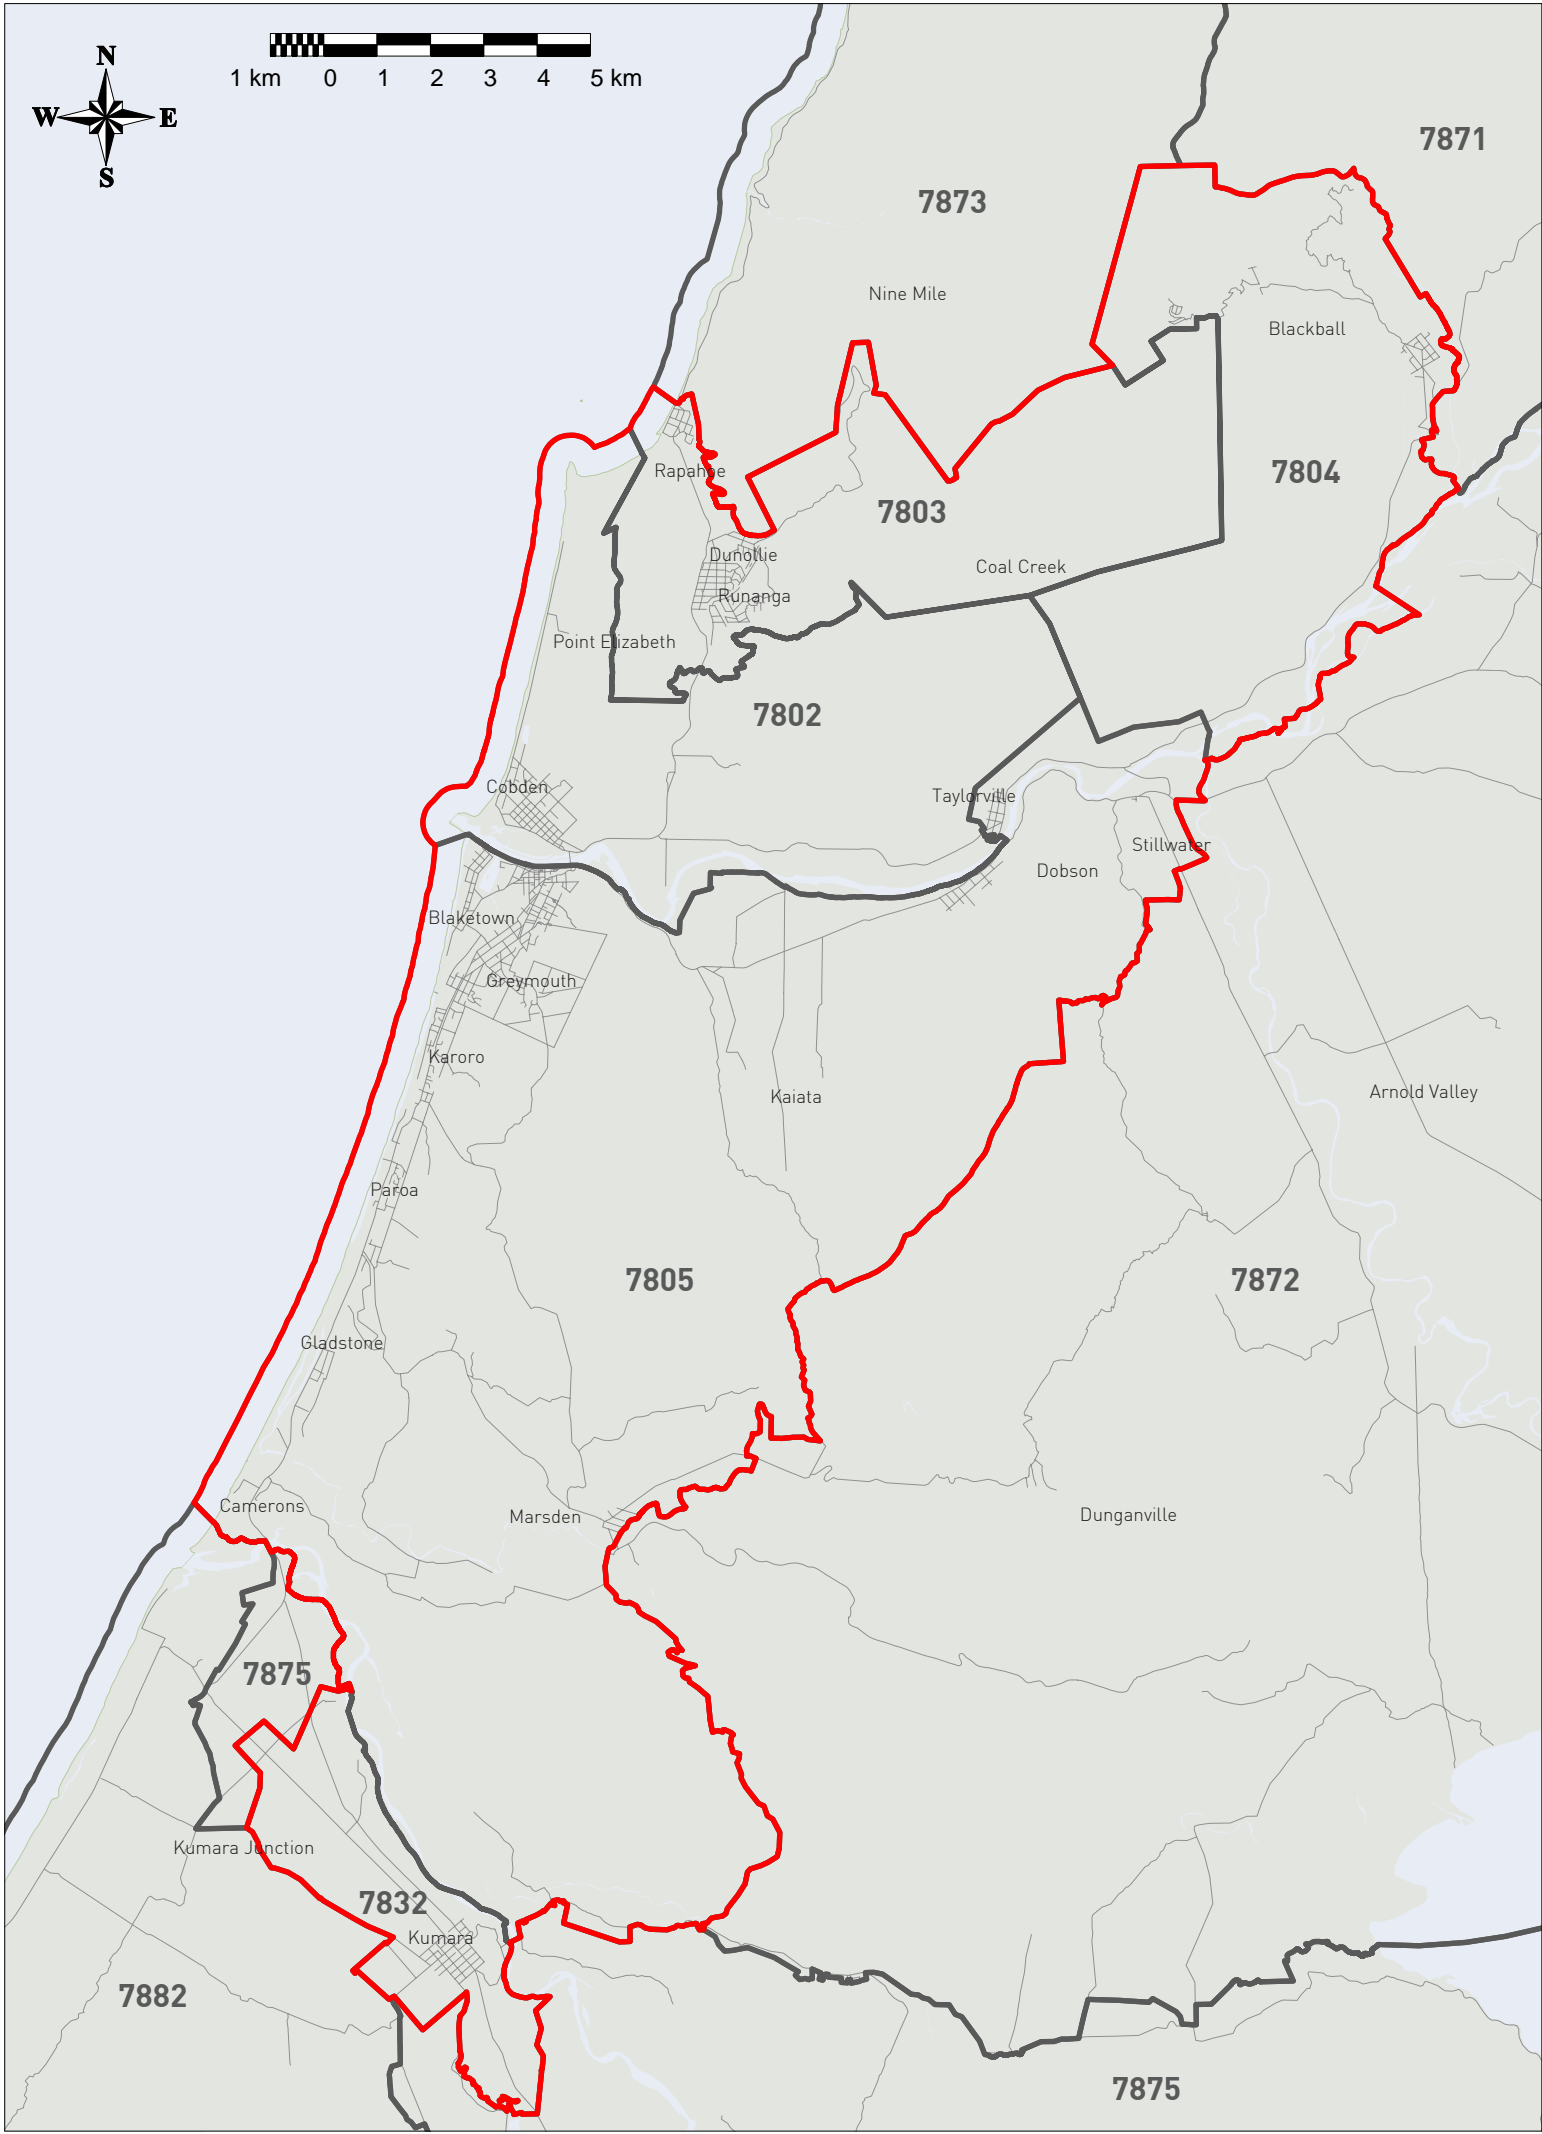 N
W E
S
1 km 0 1 2 3 4 5 km
7871
7873
Nine Mile
Blackball
Rapahoe
7804
7803
Dunollie
Coal Creek
Runanga
Point Elizabeth
7802
Cobden
Taylorville
Stillwater
Dobson
Blaketown
Greymouth
Karoro
Kaiata
Arnold Valley
Paroa
7805
7872
Gladstone
Camerons
Marsden
Dunganville
7875
Kumara Junction
7832
Kumara
7882
7875